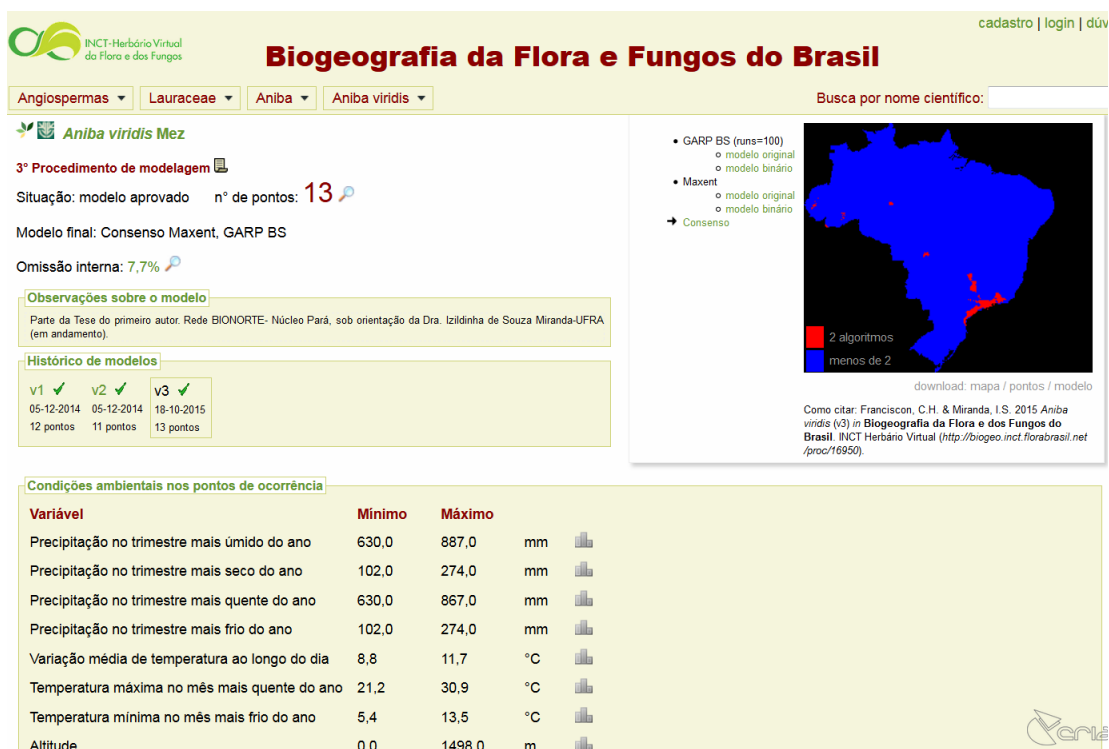 cadastro | login | dúv
INCT-Herbário Virtual
da Flora e dos Fungos
Biogeografia da Flora e Fungos do Brasil
Angiospermas Lauraceae Aniba Aniba viridis Busca por nome científico:
Aniba viridis Mez
3° Procedimento de modelagem
Situação: modelo aprovado n° de pontos: 13
Modelo final: Consenso Maxent, GARP BS
Omissão interna: 7,7%
Observações sobre o modelo
Parte da Tese do primeiro autor. Rede BIONORTE- Núcleo Pará, sob orientação da Dra. Izildinha de Souza Miranda-UFRA
(em andamento).
Histórico de modelos
v1 v2 v3
05-12-2014 05-12-2014 18-10-2015
12 pontos 11 pontos 13 pontos
GARP BS (runs=100)
modelo original
modelo binário
Maxent
modelo original
modelo binário
Consenso
2 algoritmos
menos de 2
download: mapa / pontos / modelo
Como citar: Franciscon, C.H. & Miranda, I.S. 2015 Aniba
viridis (v3) in Biogeografia da Flora e dos Fungos do
Brasil. INCT Herbário Virtual (http://biogeo.inct.florabrasil.net
/proc/16950).
Condições ambientais nos pontos de ocorrência
Variável Mínimo Máximo
Precipitação no trimestre mais úmido do ano 630,0 887,0 mm
Precipitação no trimestre mais seco do ano 102,0 274,0 mm
Precipitação no trimestre mais quente do ano 630,0 867,0 mm
Precipitação no trimestre mais frio do ano 102,0 274,0 mm
Variação média de temperatura ao longo do dia 8,8 11,7 °C
Temperatura máxima no mês mais quente do ano 21,2 30,9 °C
Temperatura mínima no mês mais frio do ano 5,4 13,5 °C
Altitude 0,0 1498,0 m
cria